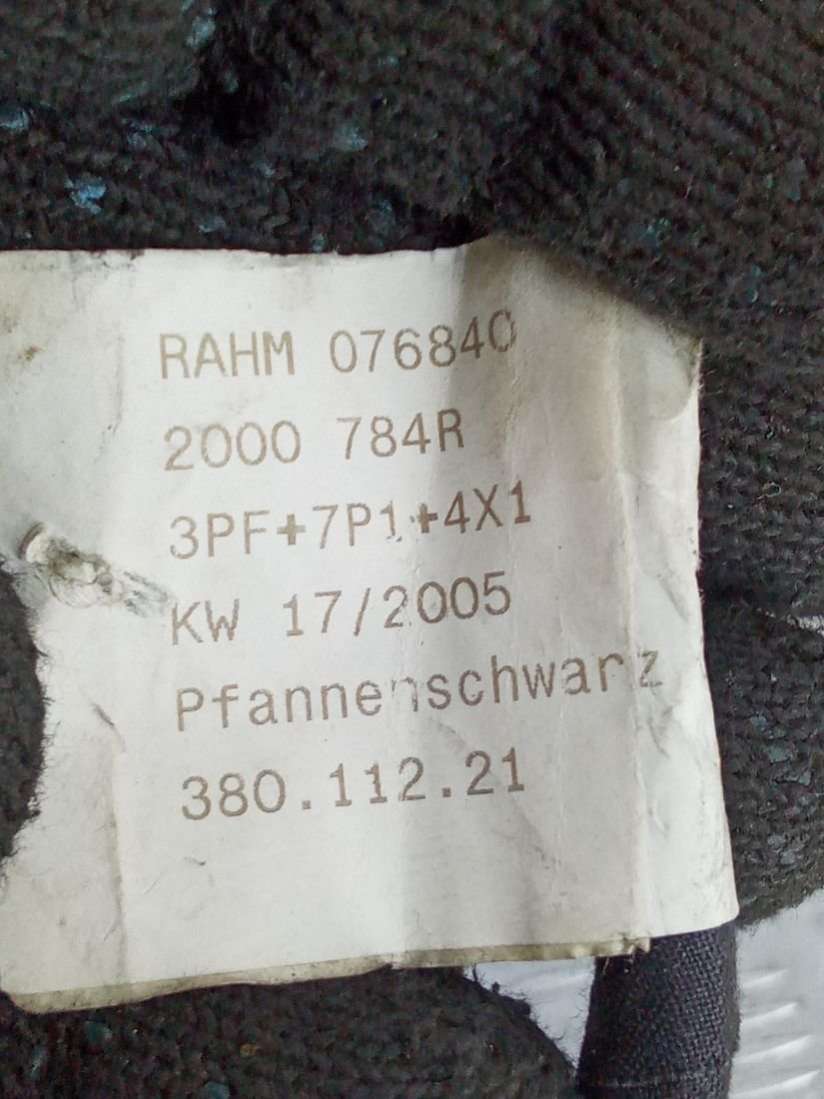 RAHM 076840
2000 784R
3PF+7P1+4X1
KW 17/2005
Pfannenschwarz
380.112.21